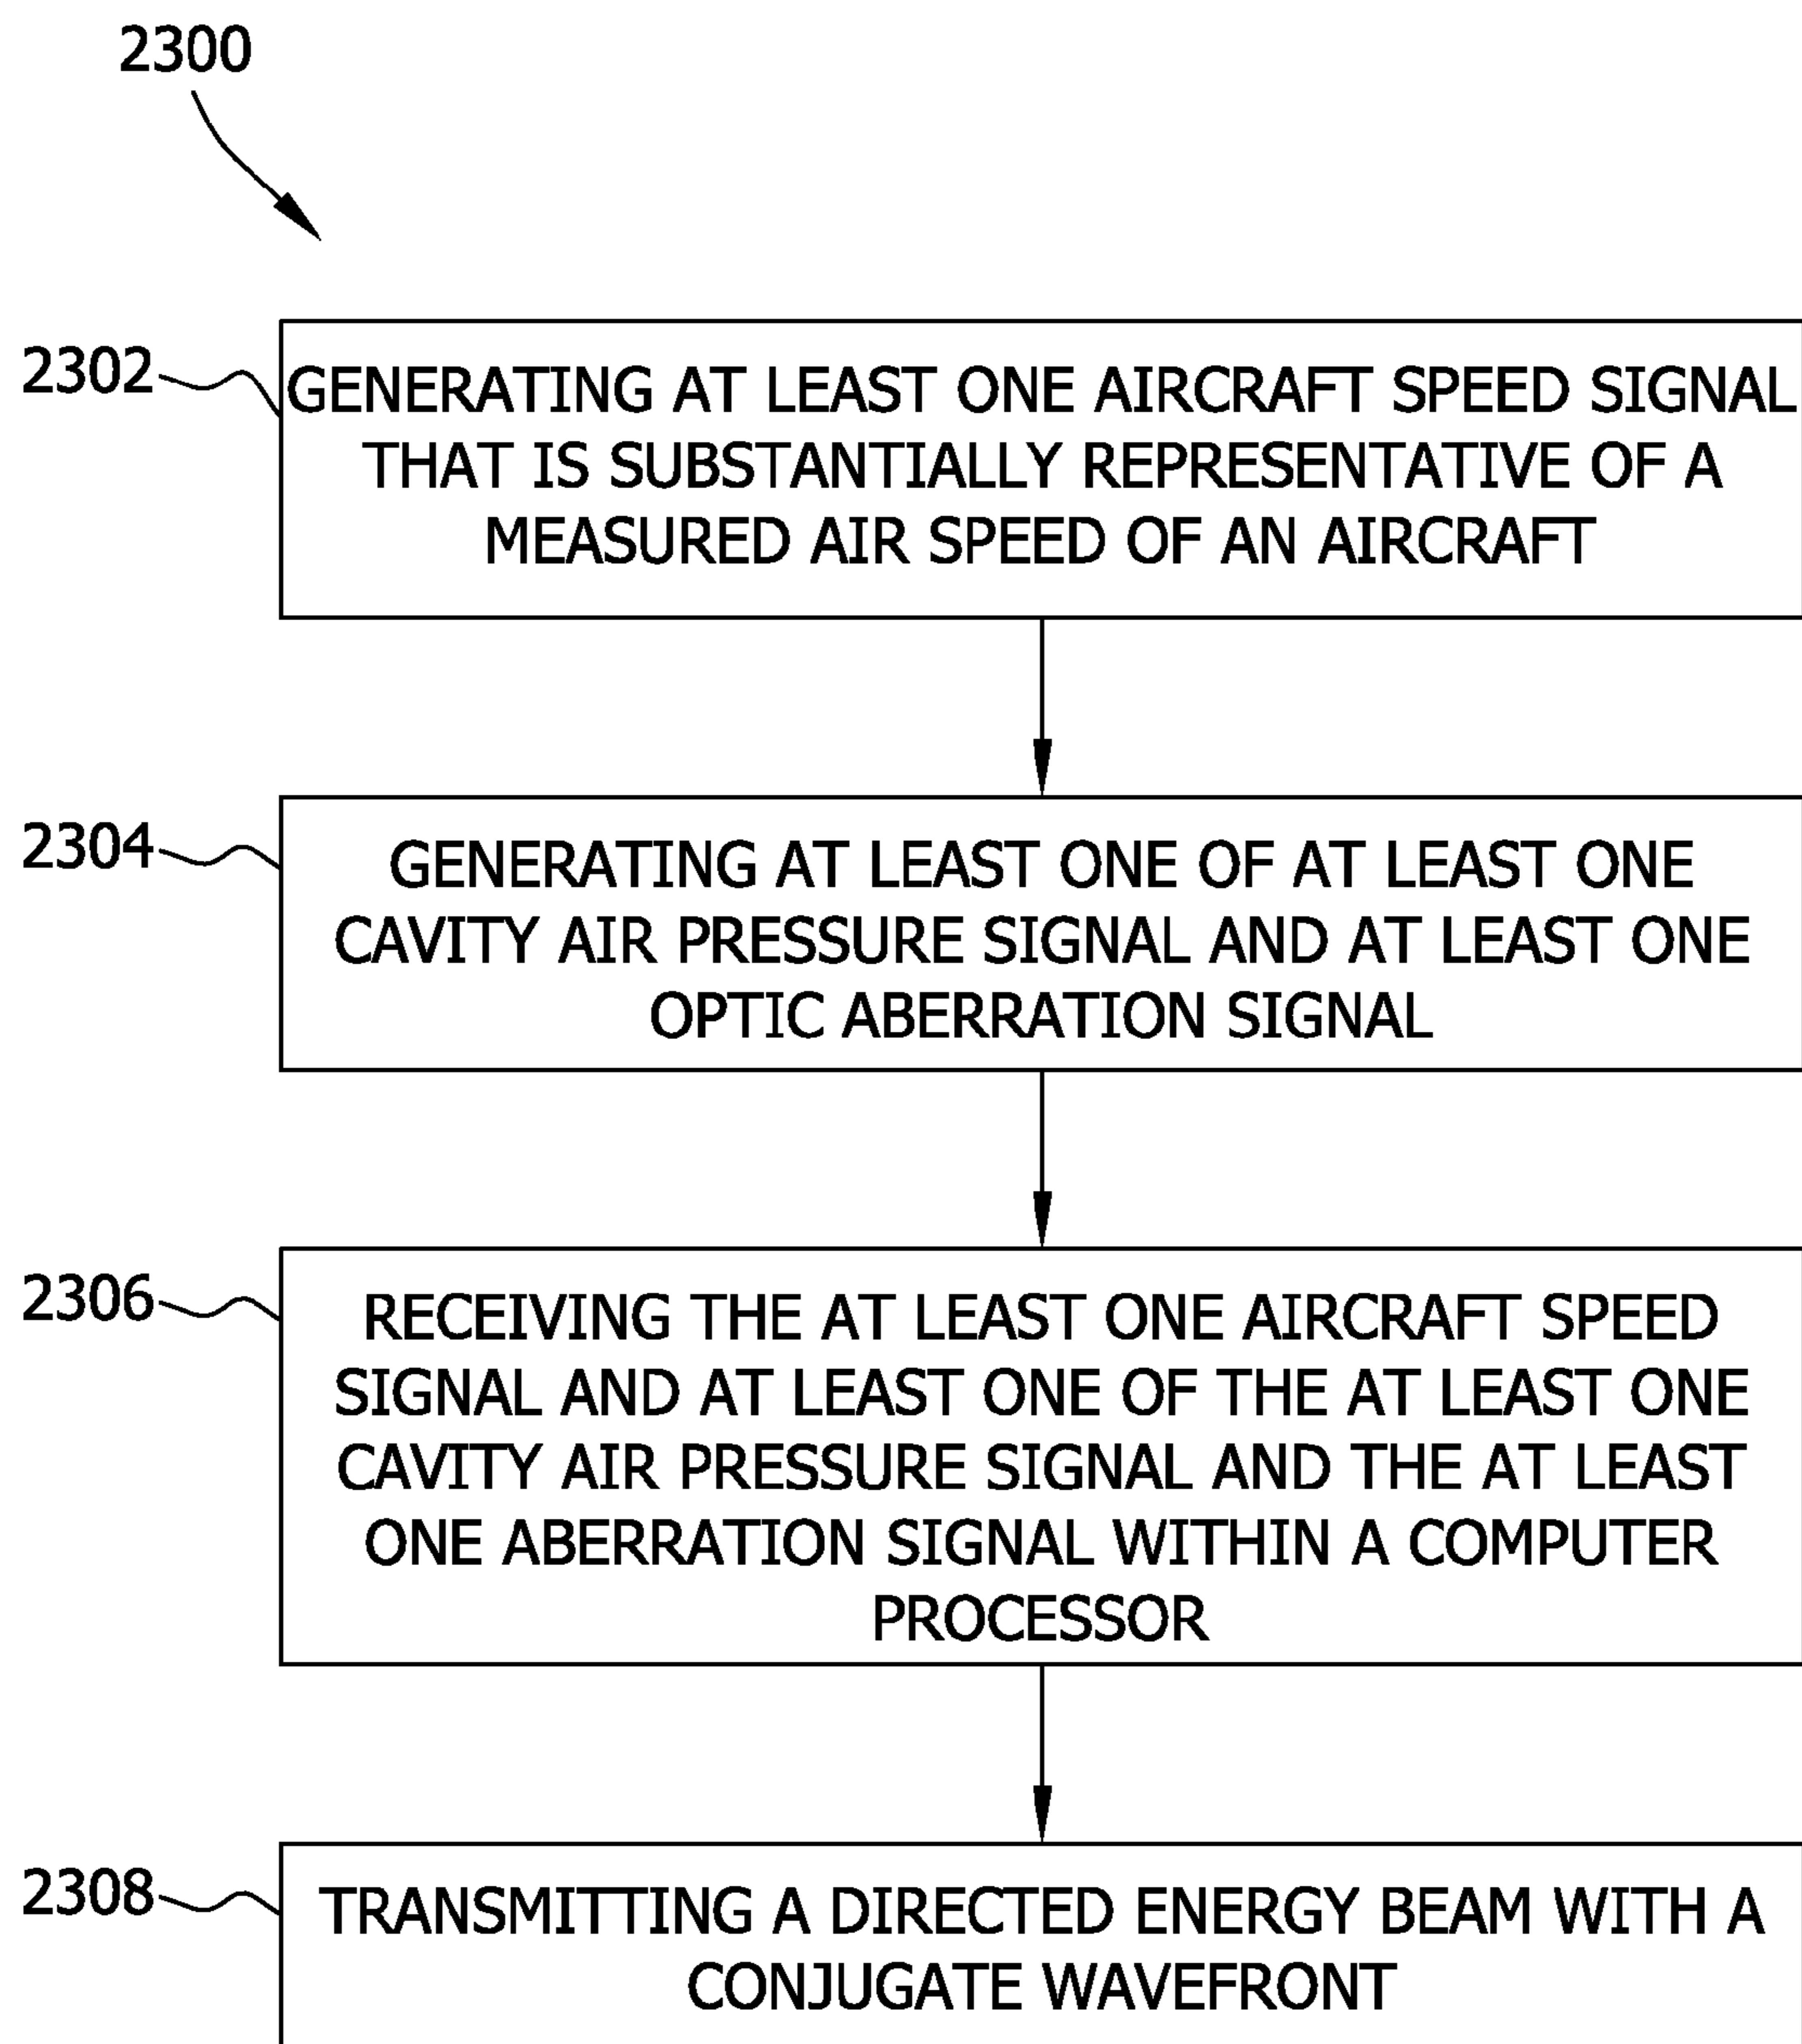 2300
2302
GENERATING AT LEAST ONE AIRCRAFT SPEED SIGNAL
THAT IS SUBSTANTIALLY REPRESENTATIVE OF A
MEASURED AIR SPEED OF AN AIRCRAFT
2304
GENERATING AT LEAST ONE OF AT LEAST ONE
CAVITY AIR PRESSURE SIGNAL AND AT LEAST ONE
OPTIC ABERRATION SIGNAL
2306
RECEIVING THE AT LEAST ONE AIRCRAFT SPEED
SIGNAL AND AT LEAST ONE OF THE AT LEAST ONE
CAVITY AIR PRESSURE SIGNAL AND THE AT LEAST
ONE ABERRATION SIGNAL WITHIN A COMPUTER
PROCESSOR
2308
TRANSMITTING A DIRECTED ENERGY BEAM WITH A
CONJUGATE WAVEFRONT